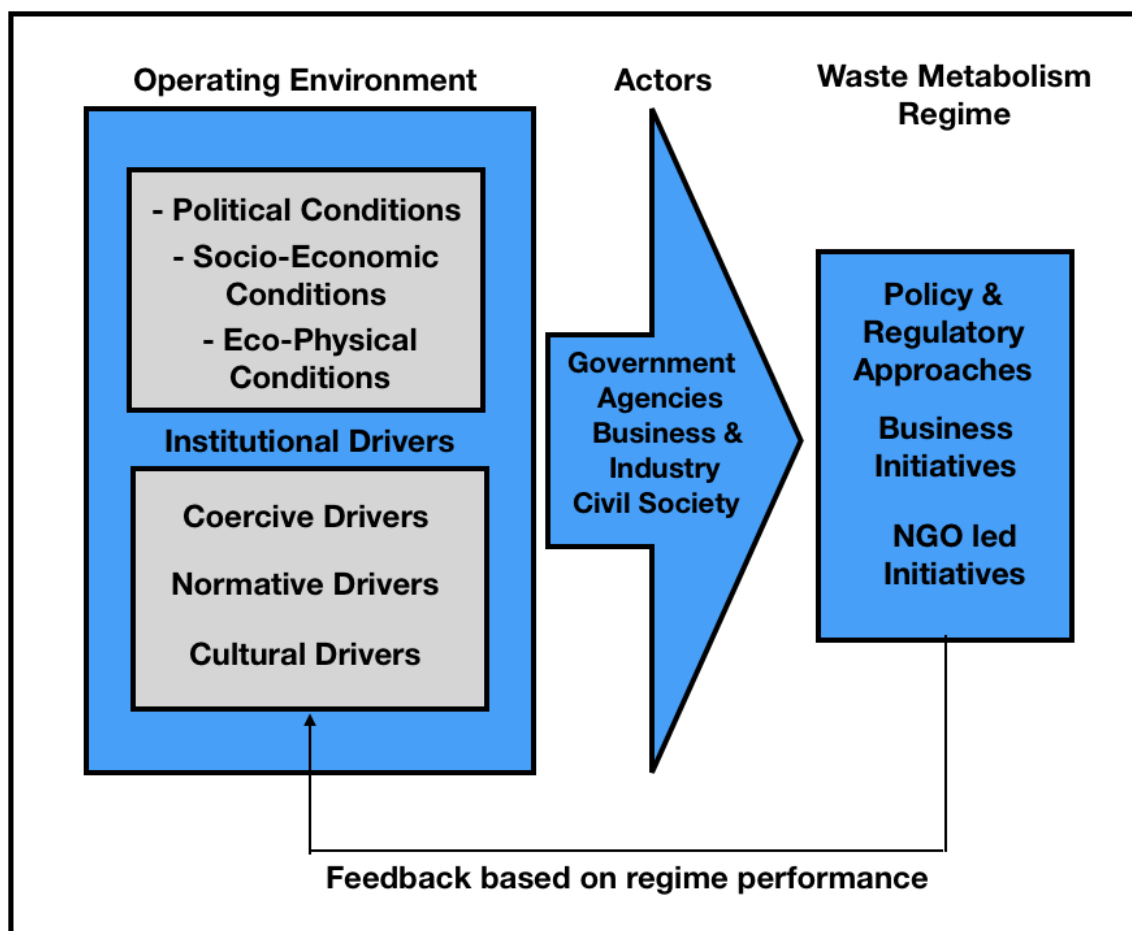 Operating Environment
- Political Conditions
- Socio-Economic
Conditions
- Eco-Physical
Conditions
Institutional Drivers
Coercive Drivers
Normative Drivers
Cultural Drivers
Actors
Government
Agencies
Business &
Industry
Civil Society
Waste Metabolism
Regime
Policy &
Regulatory
Approaches
Business
Initiatives
NGO led
Initiatives
Feedback based on regime performance